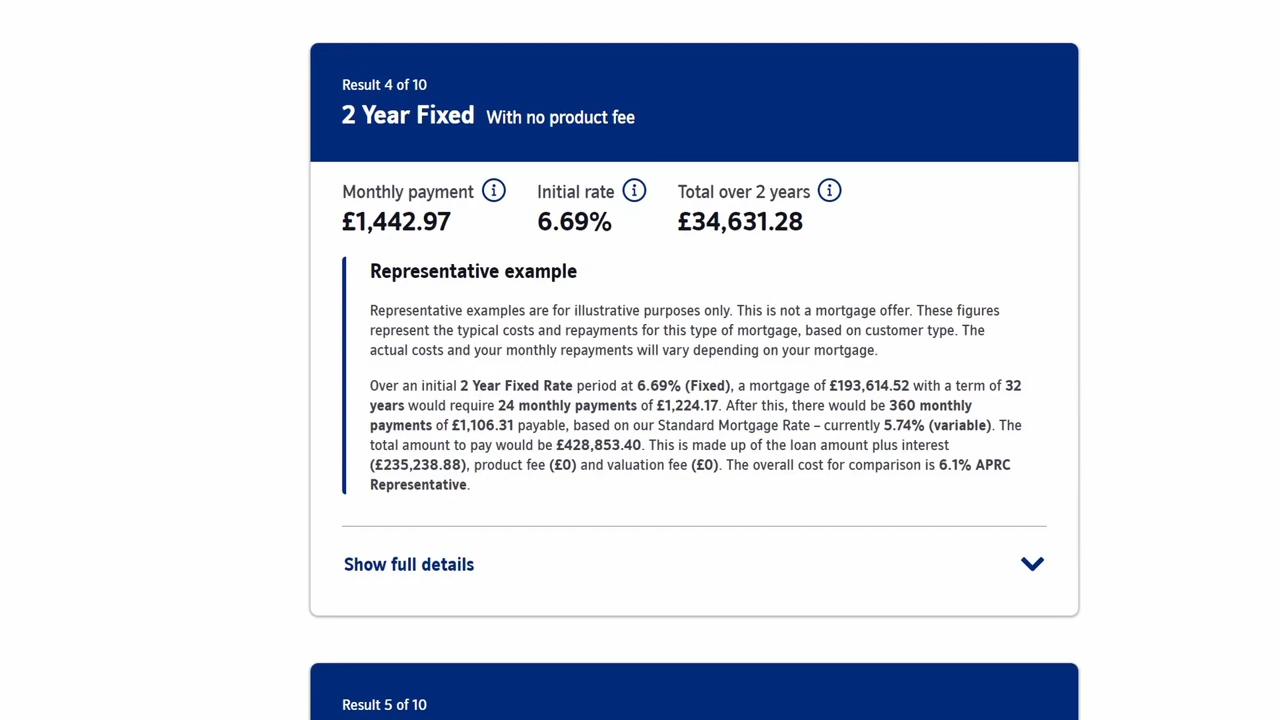 Result 4 of 10
2 Year Fixed With no product fee
Monthly payment Initial rate Total over 2 years
£1,442.97 6.69% £34,631.28
Representative example
Representative examples are for illustrative purposes only. This is not a mortgage offer. These figures
represent the typical costs and repayments for this type of mortgage, based on customer type. The
actual costs and your monthly repayments will vary depending on your mortgage.
Over an initial 2 Year Fixed Rate period at 6.69% (Fixed), a mortgage of £193,614.52 with a term of 32
years would require 24 monthly payments of £1,224.17. After this, there would be 360 monthly
payments of £1,106.31 payable, based on our Standard Mortgage Rate – currently 5.74% (variable). The
total amount to pay would be £428,853.40. This is made up of the loan amount plus interest
(£235,238.88), product fee (£0) and valuation fee (£0). The overall cost for comparison is 6.1% APRC
Representative.
Show full details
Result 5 of 10